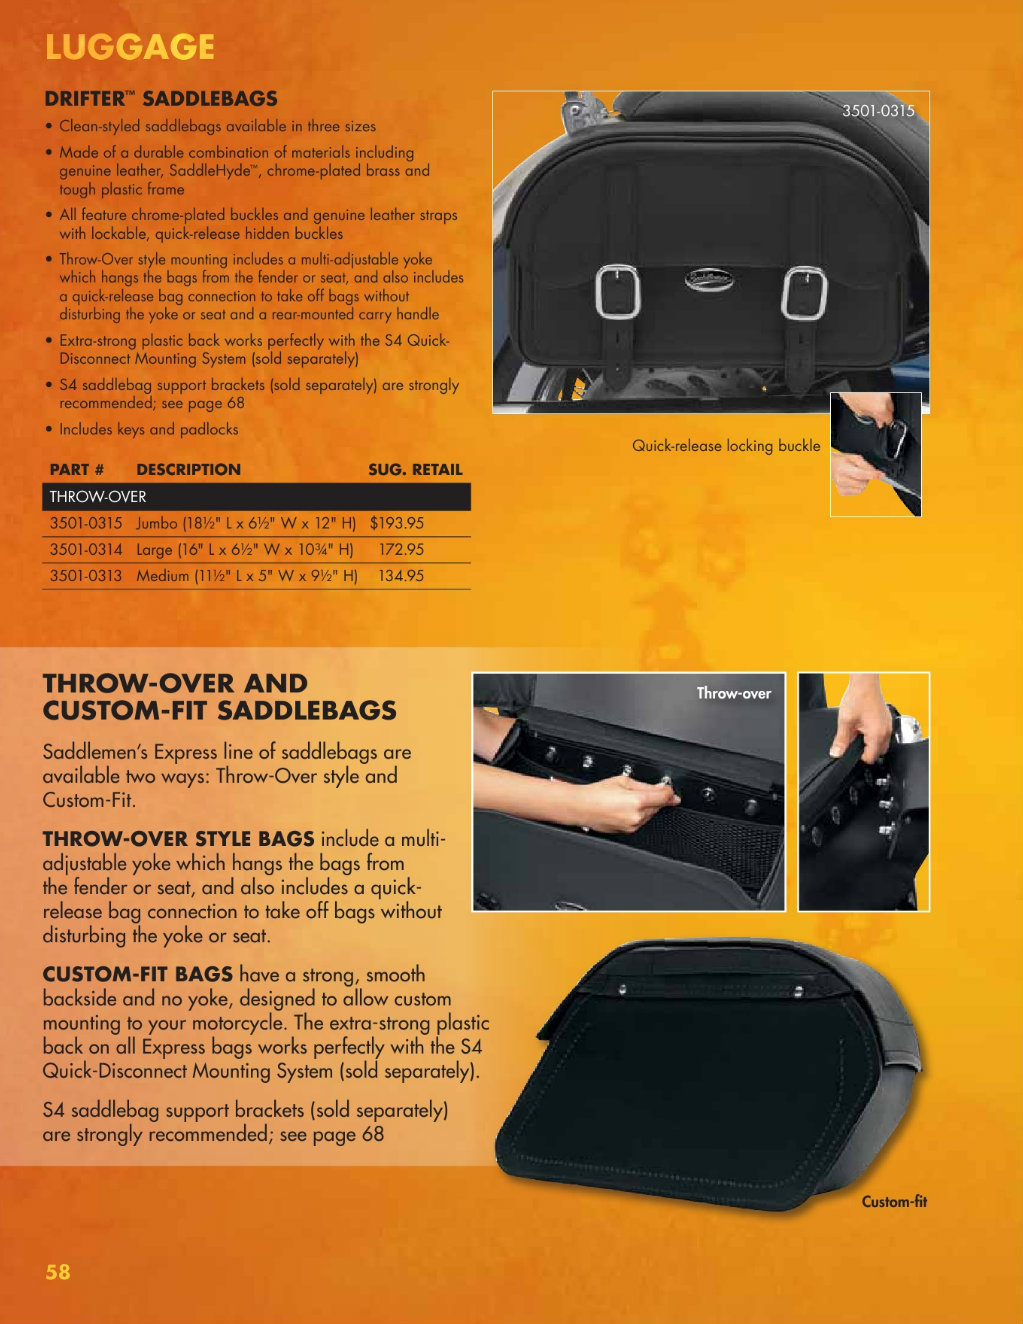 LUGGAGE
DRIFTER™ SADDLEBAGS
• Clean-styled saddlebags available in three sizes
• Made of a durable combination of materials including
genuine leather, SaddleHyde™, chrome-plated brass and
tough plastic frame
• All feature chrome-plated buckles and genuine leather straps
with lockable, quick-release hidden buckles
• Throw-Over style mounting includes a multi-adjustable yoke
which hangs the bags from the fender or seat, and also includes
a quick-release bag connection to take off bags without
disturbing the yoke or seat and a rear-mounted carry handle
• Extra-strong plastic back works perfectly with the S4 Quick-
Disconnect Mounting System (sold separately)
• S4 saddlebag support brackets (sold separately) are strongly
recommended; see page 68
• Includes keys and padlocks
PART # DESCRIPTION SUG. RETAIL
THROW-OVER
3501-0315 Jumbo (18½" L x 6½" W x 12" H) $193.95
3501-0314 Large (16" L x 6½" W x 10¾" H) 172.95
3501-0313 Medium (11½" L x 5" W x 9½" H) 134.95
3501-0315
Saddlemen
Quick-release locking buckle
THROW-OVER AND
CUSTOM-FIT SADDLEBAGS
Saddlemen's Express line of saddlebags are
available two ways: Throw-Over style and
Custom-Fit.
THROW-OVER STYLE BAGS include a multi-
adjustable yoke which hangs the bags from
the fender or seat, and also includes a quick-
release bag connection to take off bags without
disturbing the yoke or seat.
CUSTOM-FIT BAGS have a strong, smooth
backside and no yoke, designed to allow custom
mounting to your motorcycle. The extra-strong plastic
back on all Express bags works perfectly with the S4
Quick-Disconnect Mounting System (sold separately).
S4 saddlebag support brackets (sold separately)
are strongly recommended; see page 68
Throw-over
Custom-fit
58